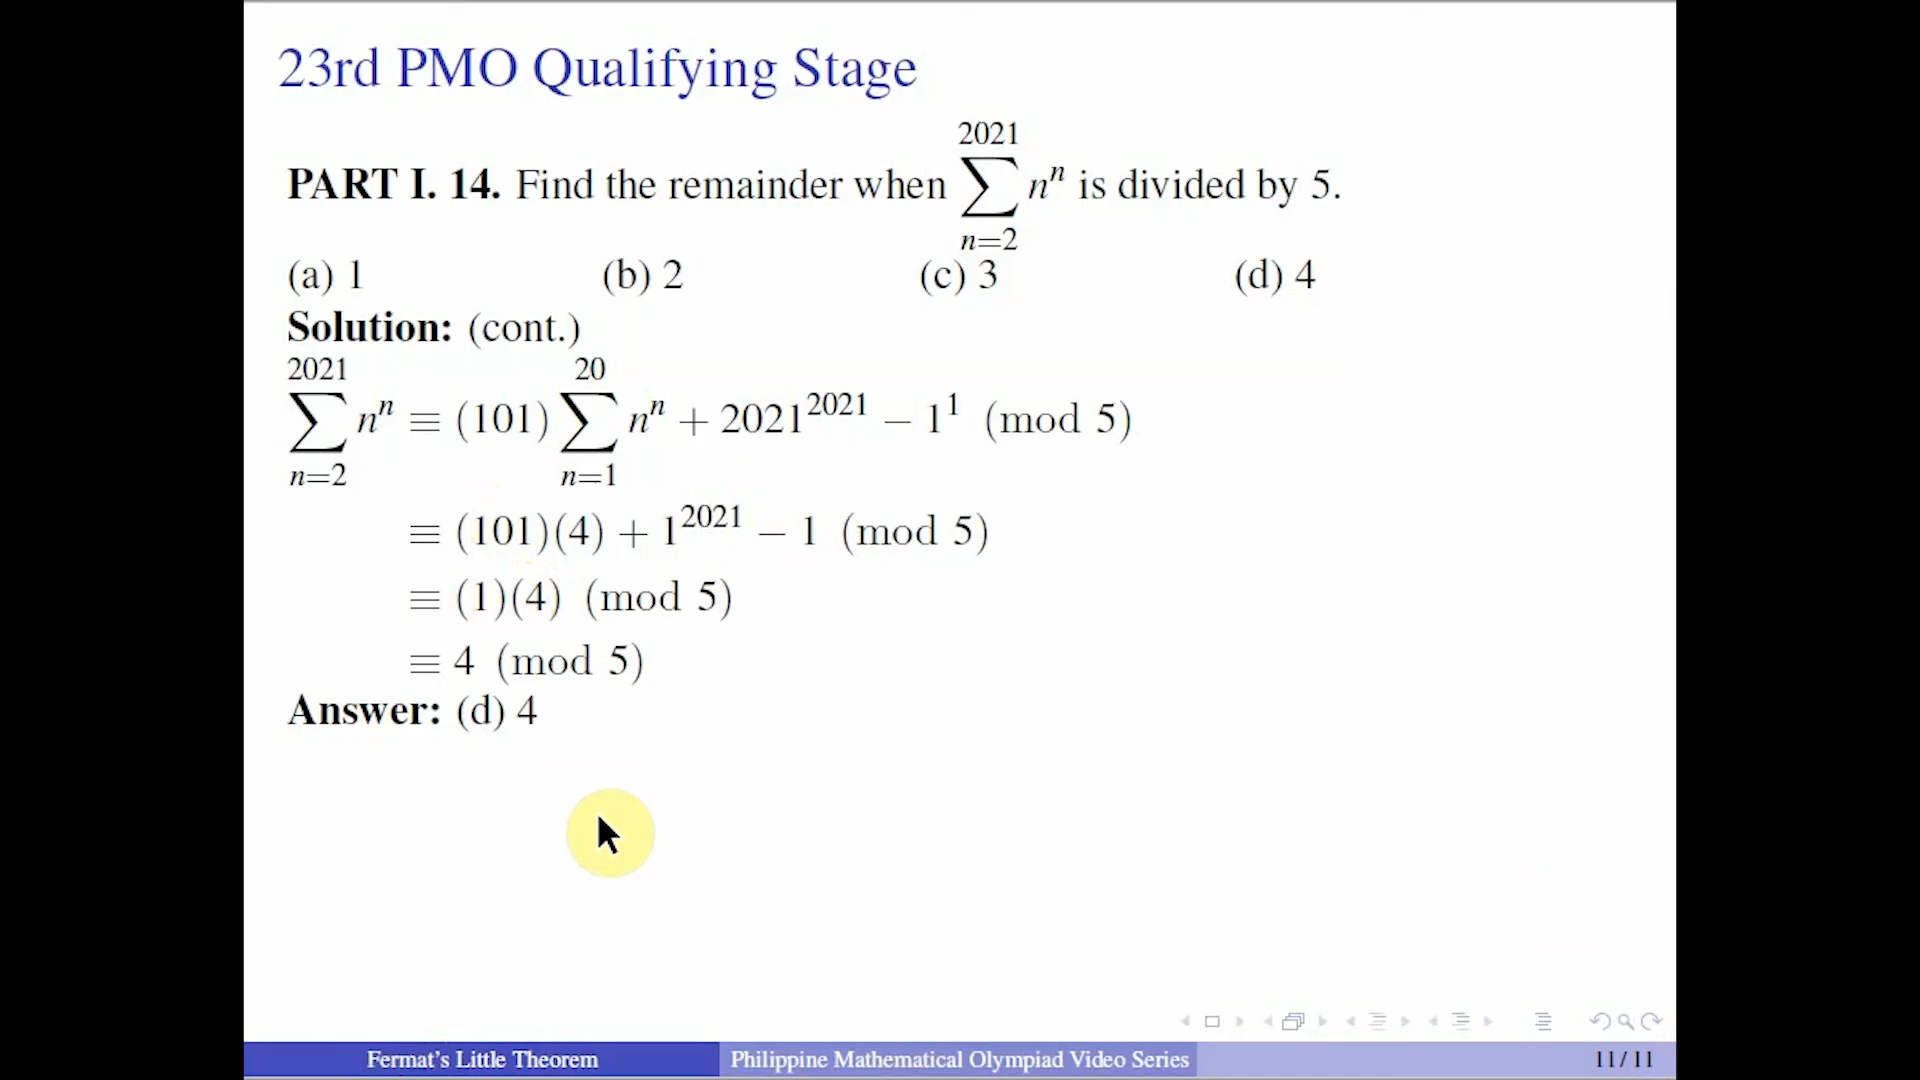 23rd PMO Qualifying Stage
PART I. 14. Find the remainder when $\sum_{n=2}^{2021} n^n$ is divided by 5.
(a) 1 (b) 2 (c) 3 (d) 4
Solution: (cont.)
$\sum_{n=2}^{2021} n^n \equiv (101) \sum_{n=1}^{20} n^n + 2021^{2021} - 1^1 \pmod 5$
$\equiv (101)(4) + 1^{2021} - 1 \pmod 5$
$\equiv (1)(4) \pmod 5$
$\equiv 4 \pmod 5$
Answer: (d) 4
Fermat's Little Theorem Philippine Mathematical Olympiad Video Series 11/11